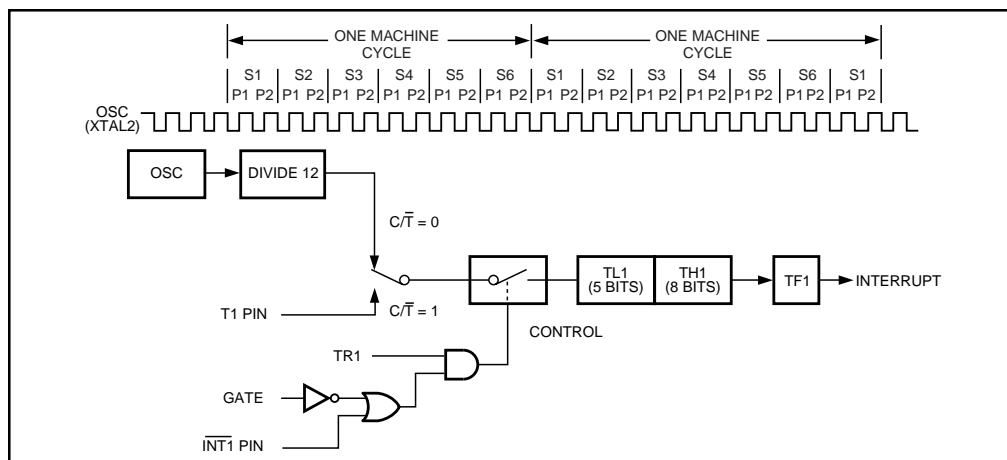 ONE MACHINE CYCLE ONE MACHINE CYCLE
S1 S2 S3 S4 S5 S6 S1 S2 S3 S4 S5 S6 S1
P1 P2 P1 P2 P1 P2 P1 P2 P1 P2 P1 P2 P1 P2 P1 P2 P1 P2 P1 P2 P1 P2 P1 P2 P1 P2
OSC
(XTAL2)
OSC DIVIDE 12
C/T̅ = 0
TL1
(5 BITS)
TH1
(8 BITS)
TF1 INTERRUPT
T1 PIN C/T̅ = 1
CONTROL
TR1
GATE
I̅N̅T̅1̅ PIN